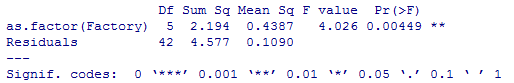 Df Sum Sq Mean Sq F value Pr(>F)
as.factor(Factory) 5 2.194 0.4387 4.026 0.00449 **
Residuals 42 4.577 0.1090
---
Signif. codes: 0 ‘***’ 0.001 ‘**’ 0.01 ‘*’ 0.05 ‘.’ 0.1 ‘ ’ 1